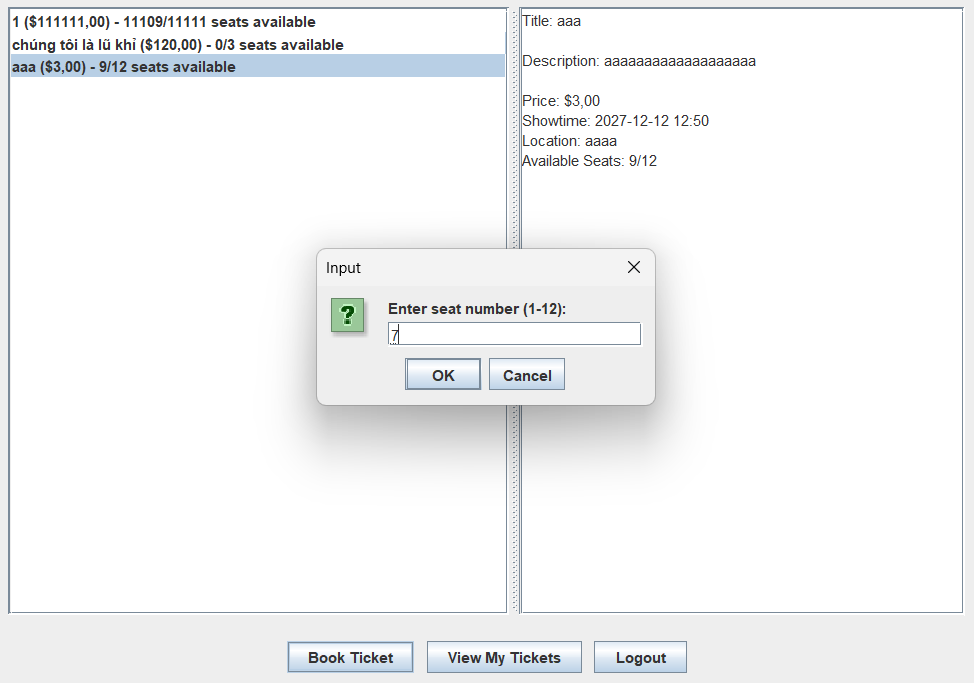 1 ($111111,00) - 11109/11111 seats available
chúng tôi là lũ khỉ ($120,00) - 0/3 seats available
aaa ($3,00) - 9/12 seats available
Title: aaa
Description: aaaaaaaaaaaaaaaaaaa
Price: $3,00
Showtime: 2027-12-12 12:50
Location: aaaa
Available Seats: 9/12
Input
?
Enter seat number (1-12):
7
OK
Cancel
Book Ticket
View My Tickets
Logout